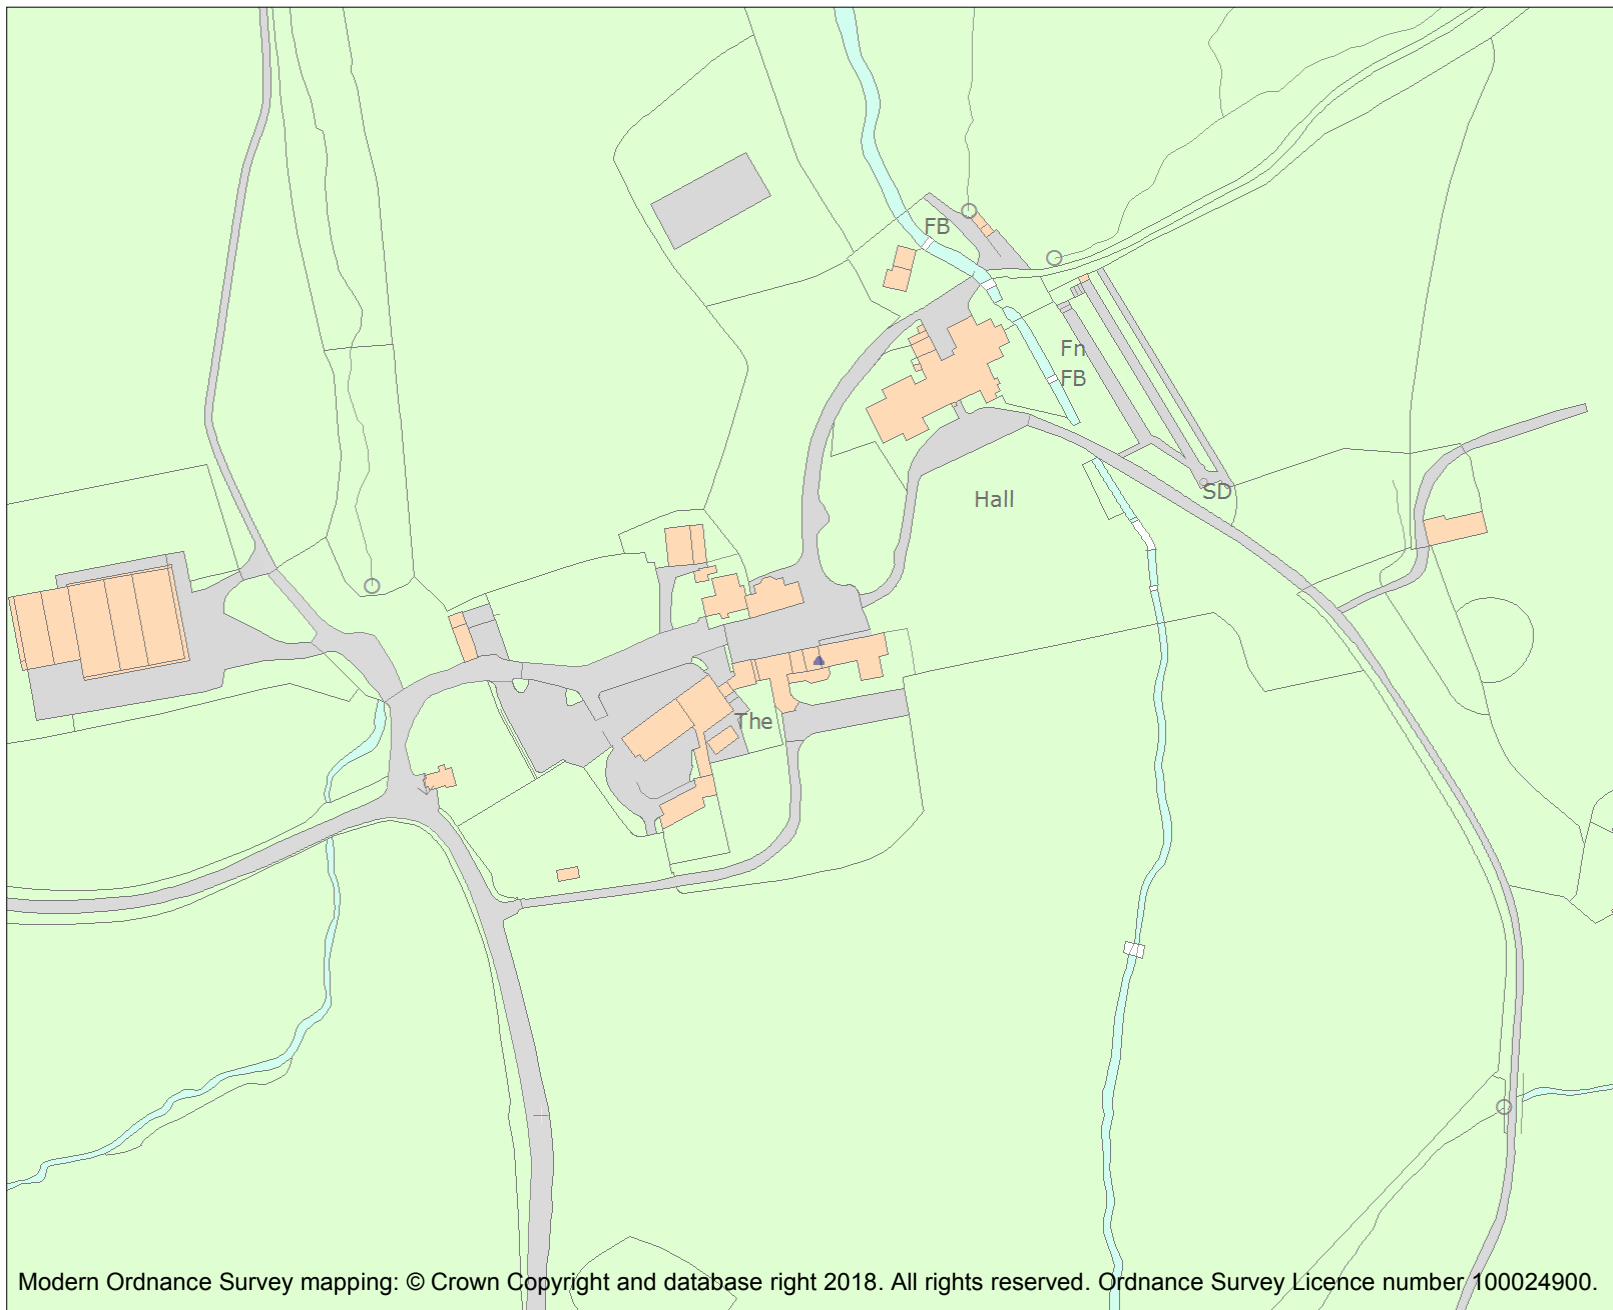 FB
Fn
FB
SD
Hall
The
Modern Ordnance Survey mapping: © Crown Copyright and database right 2018. All rights reserved. Ordnance Survey Licence number 100024900.